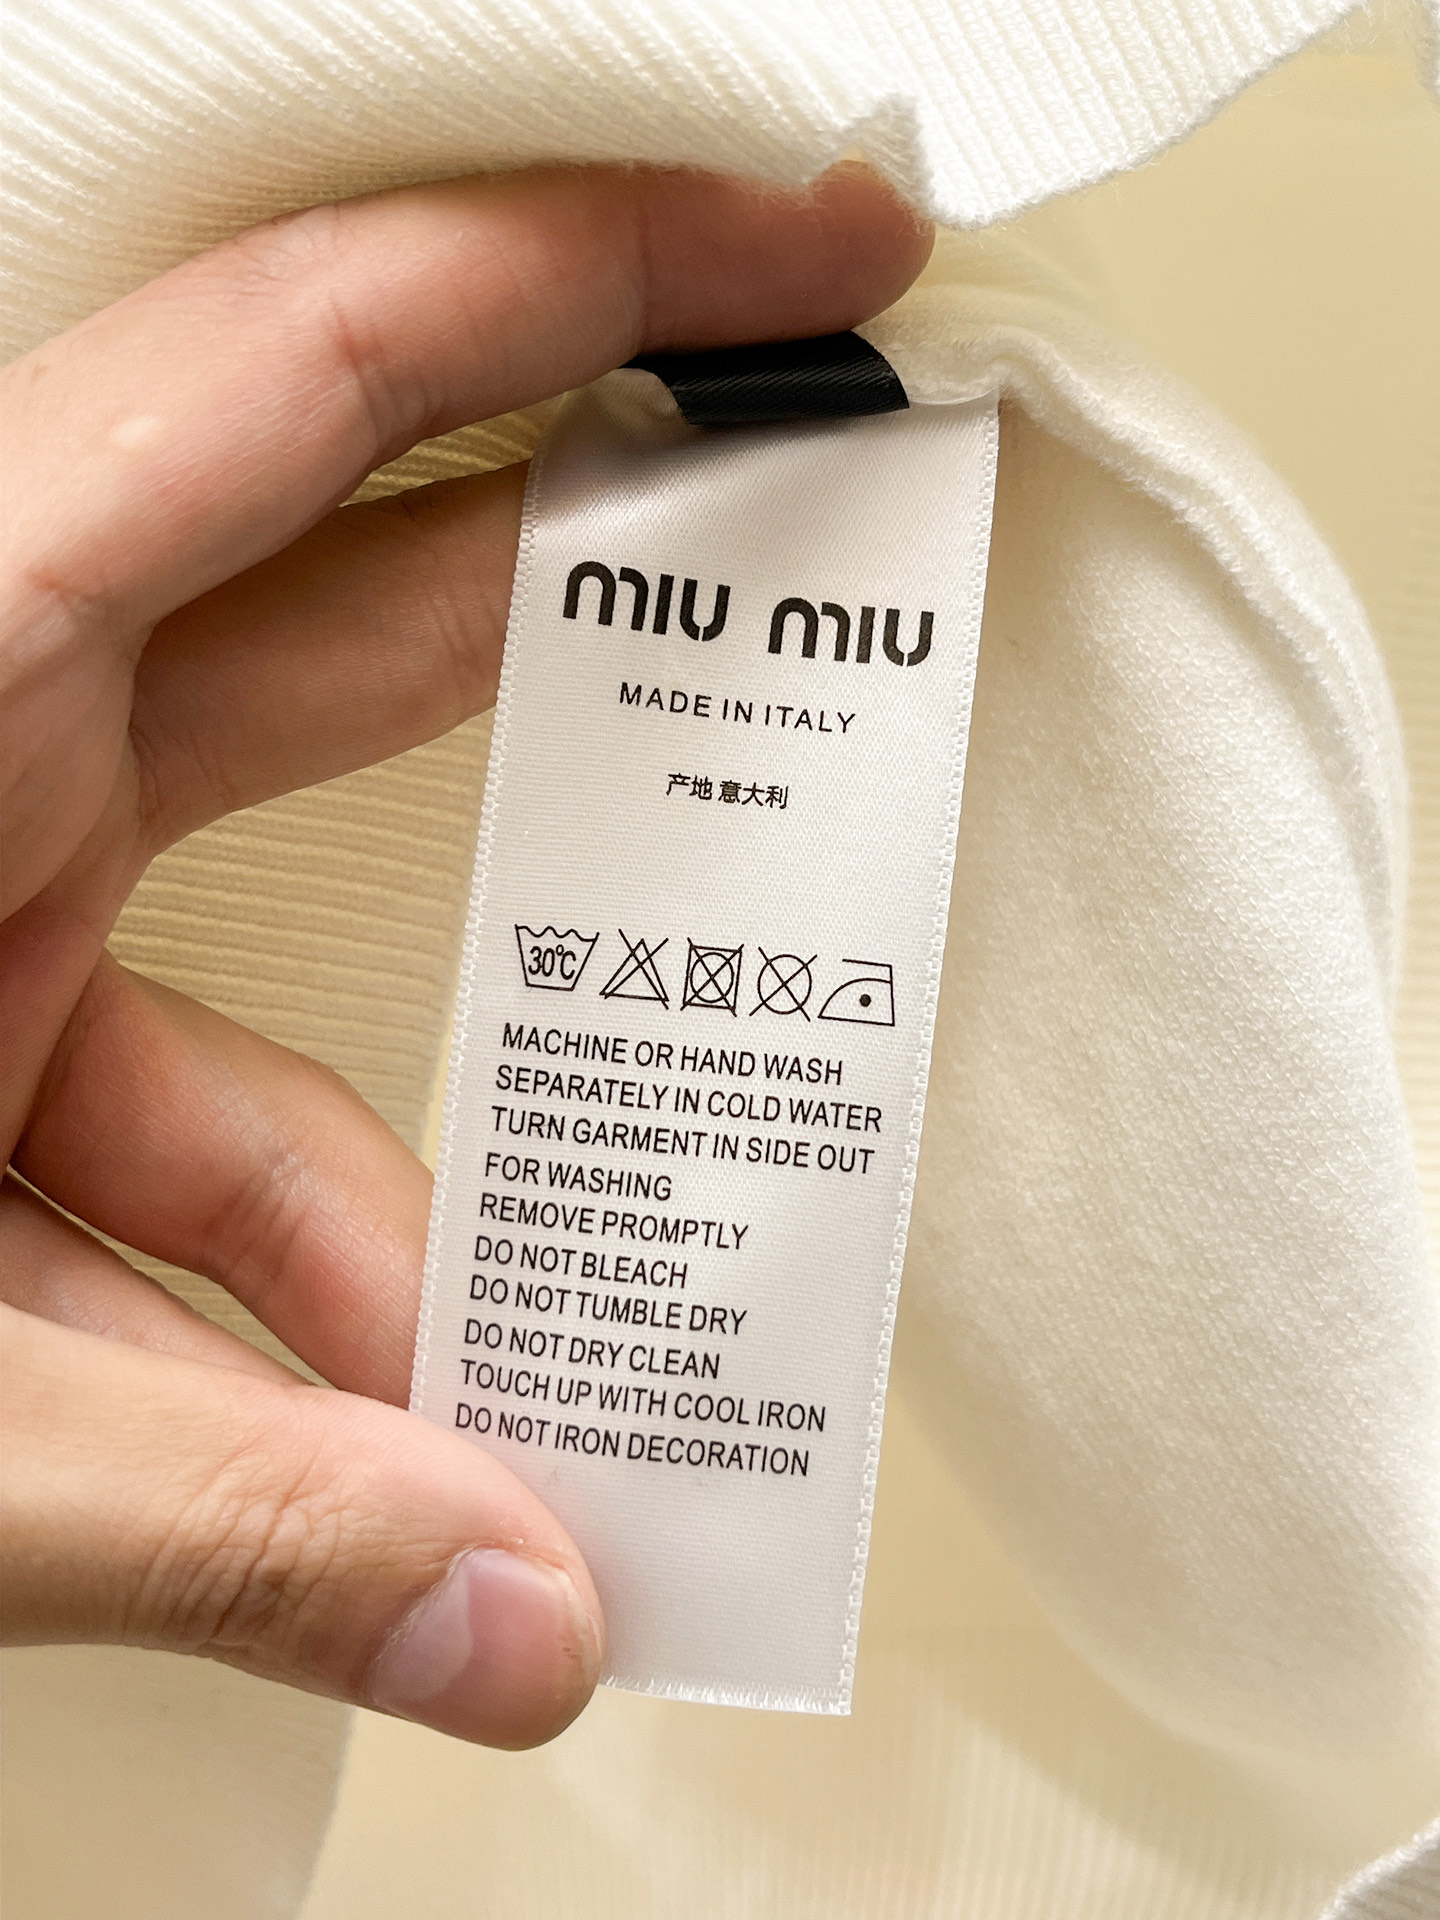 miu miu
MADE IN ITALY
产地 意大利
30℃
MACHINE OR HAND WASH
SEPARATELY IN COLD WATER
TURN GARMENT IN SIDE OUT
FOR WASHING
REMOVE PROMPTLY
DO NOT BLEACH
DO NOT TUMBLE DRY
DO NOT DRY CLEAN
TOUCH UP WITH COOL IRON
DO NOT IRON DECORATION